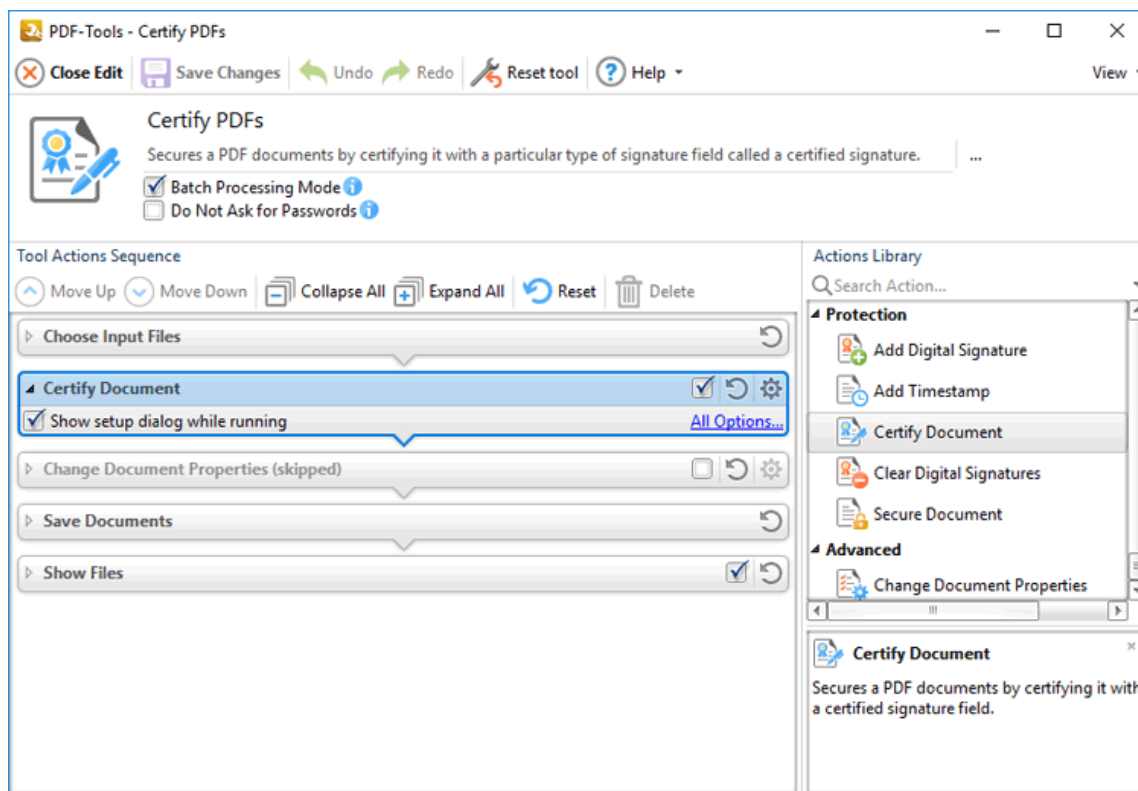 PDF-Tools - Certify PDFs
Close Edit Save Changes Undo Redo Reset tool Help View
Certify PDFs
Secures a PDF documents by certifying it with a particular type of signature field called a certified signature. ...
Batch Processing Mode
Do Not Ask for Passwords
Tool Actions Sequence
Move Up Move Down Collapse All Expand All Reset Delete
Choose Input Files
Certify Document
Show setup dialog while running All Options...
Change Document Properties (skipped)
Save Documents
Show Files
Actions Library
Search Action...
Protection
Add Digital Signature
Add Timestamp
Certify Document
Clear Digital Signatures
Secure Document
Advanced
Change Document Properties
Certify Document
Secures a PDF documents by certifying it with
a certified signature field.